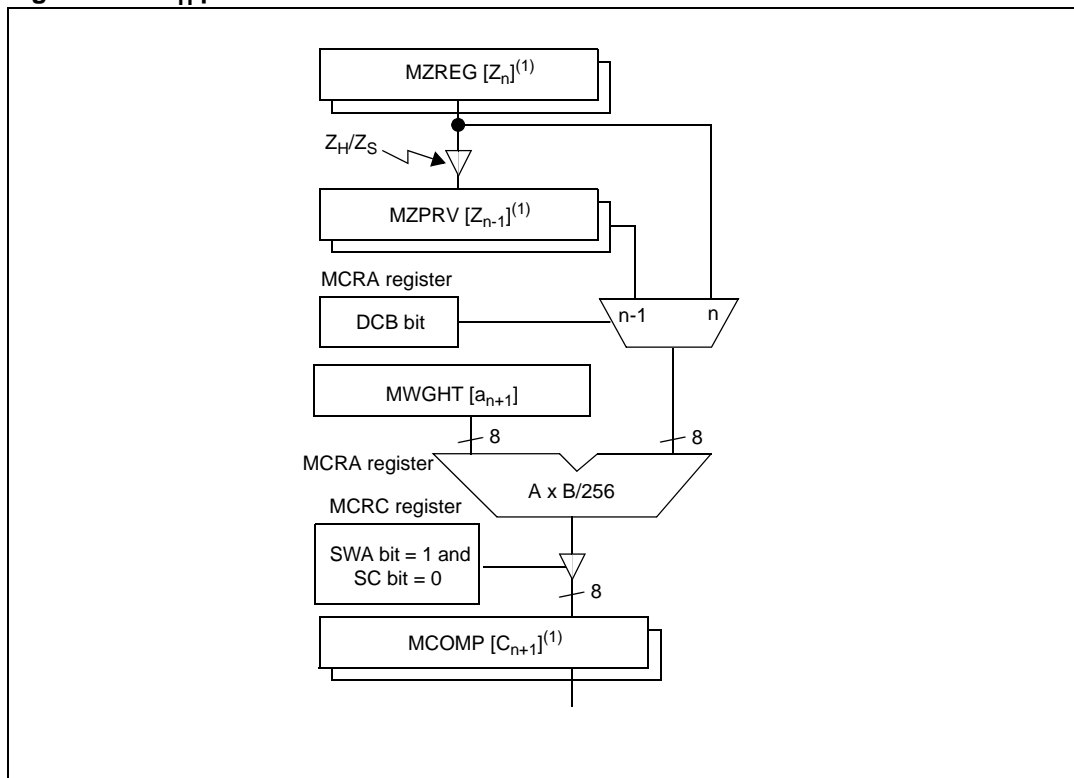 MZREG [Zn](1)
ZH/ZS
MZPRV [Zn-1](1)
MCRA register
DCB bit
n-1
n
MWGHT [an+1]
8
8
MCRA register
A x B/256
MCRC register
SWA bit = 1 and
SC bit = 0
8
MCOMP [Cn+1](1)